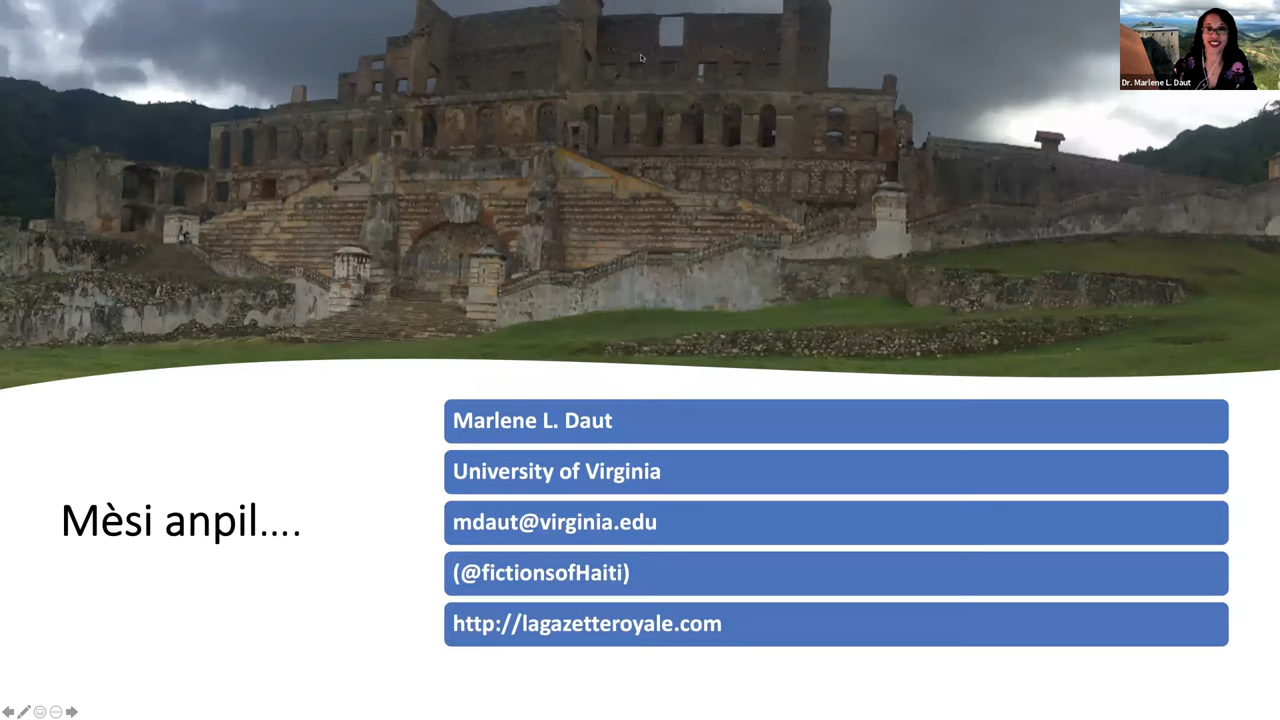 Dr. Marlene L. Daut
Mèsi anpil....
Marlene L. Daut
University of Virginia
mdaut@virginia.edu
(@fictionsofHaiti)
http://lagazetteroyale.com